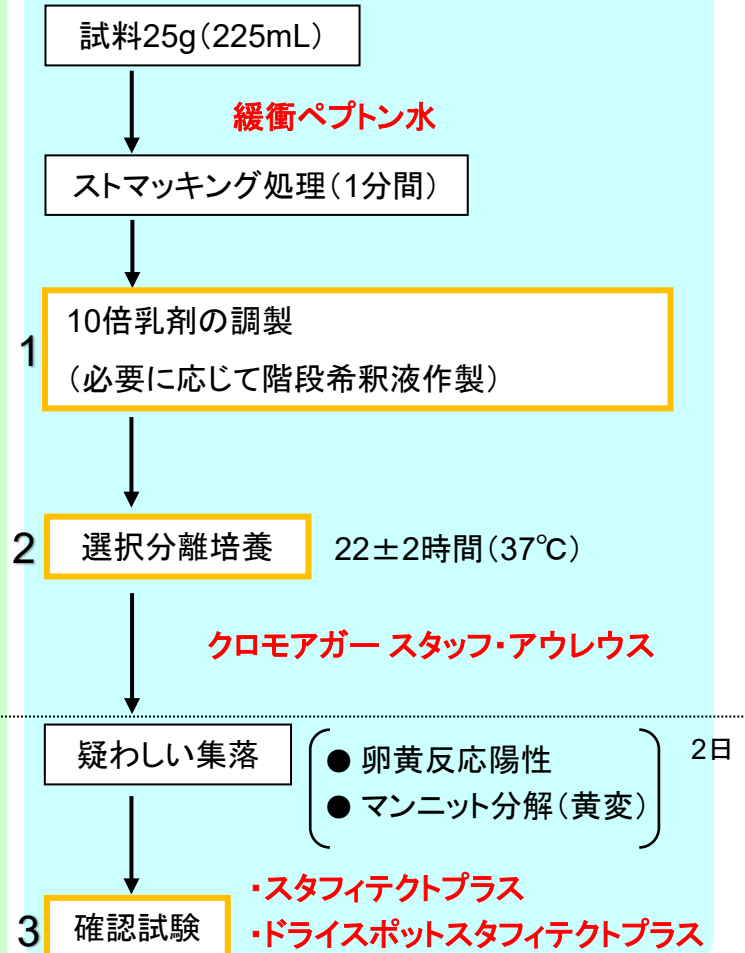 試料25g(225mL)
緩衝ペプトン水
ストマッキング処理(1分間)
1
10倍乳剤の調製
(必要に応じて階段希釈液作製)
2
選択分離培養
22±2時間(37℃)
クロモアガー スタッフ・アウレウス
疑わしい集落
● 卵黄反応陽性
● マンニット分解(黄変)
2日
・スタフィテクトプラス
3
確認試験
・ドライスポットスタフィテクトプラス